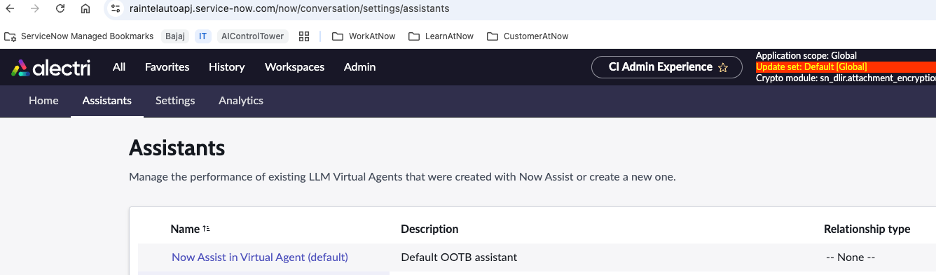 raintelautoapj.service-now.com/now/conversation/settings/assistants
ServiceNow Managed Bookmarks Bajaj IT AIControlTower WorkAtNow LearnAtNow CustomerAtNow
alectri All Favorites History Workspaces Admin CI Admin Experience
Application scope: Global
Update set: Default [Global]
Crypto module: sn_dlir.attachment_encryption
Home Assistants Settings Analytics
Assistants
Manage the performance of existing LLM Virtual Agents that were created with Now Assist or create a new one.
Name Description Relationship type
Now Assist in Virtual Agent (default) Default OOTB assistant -- None --